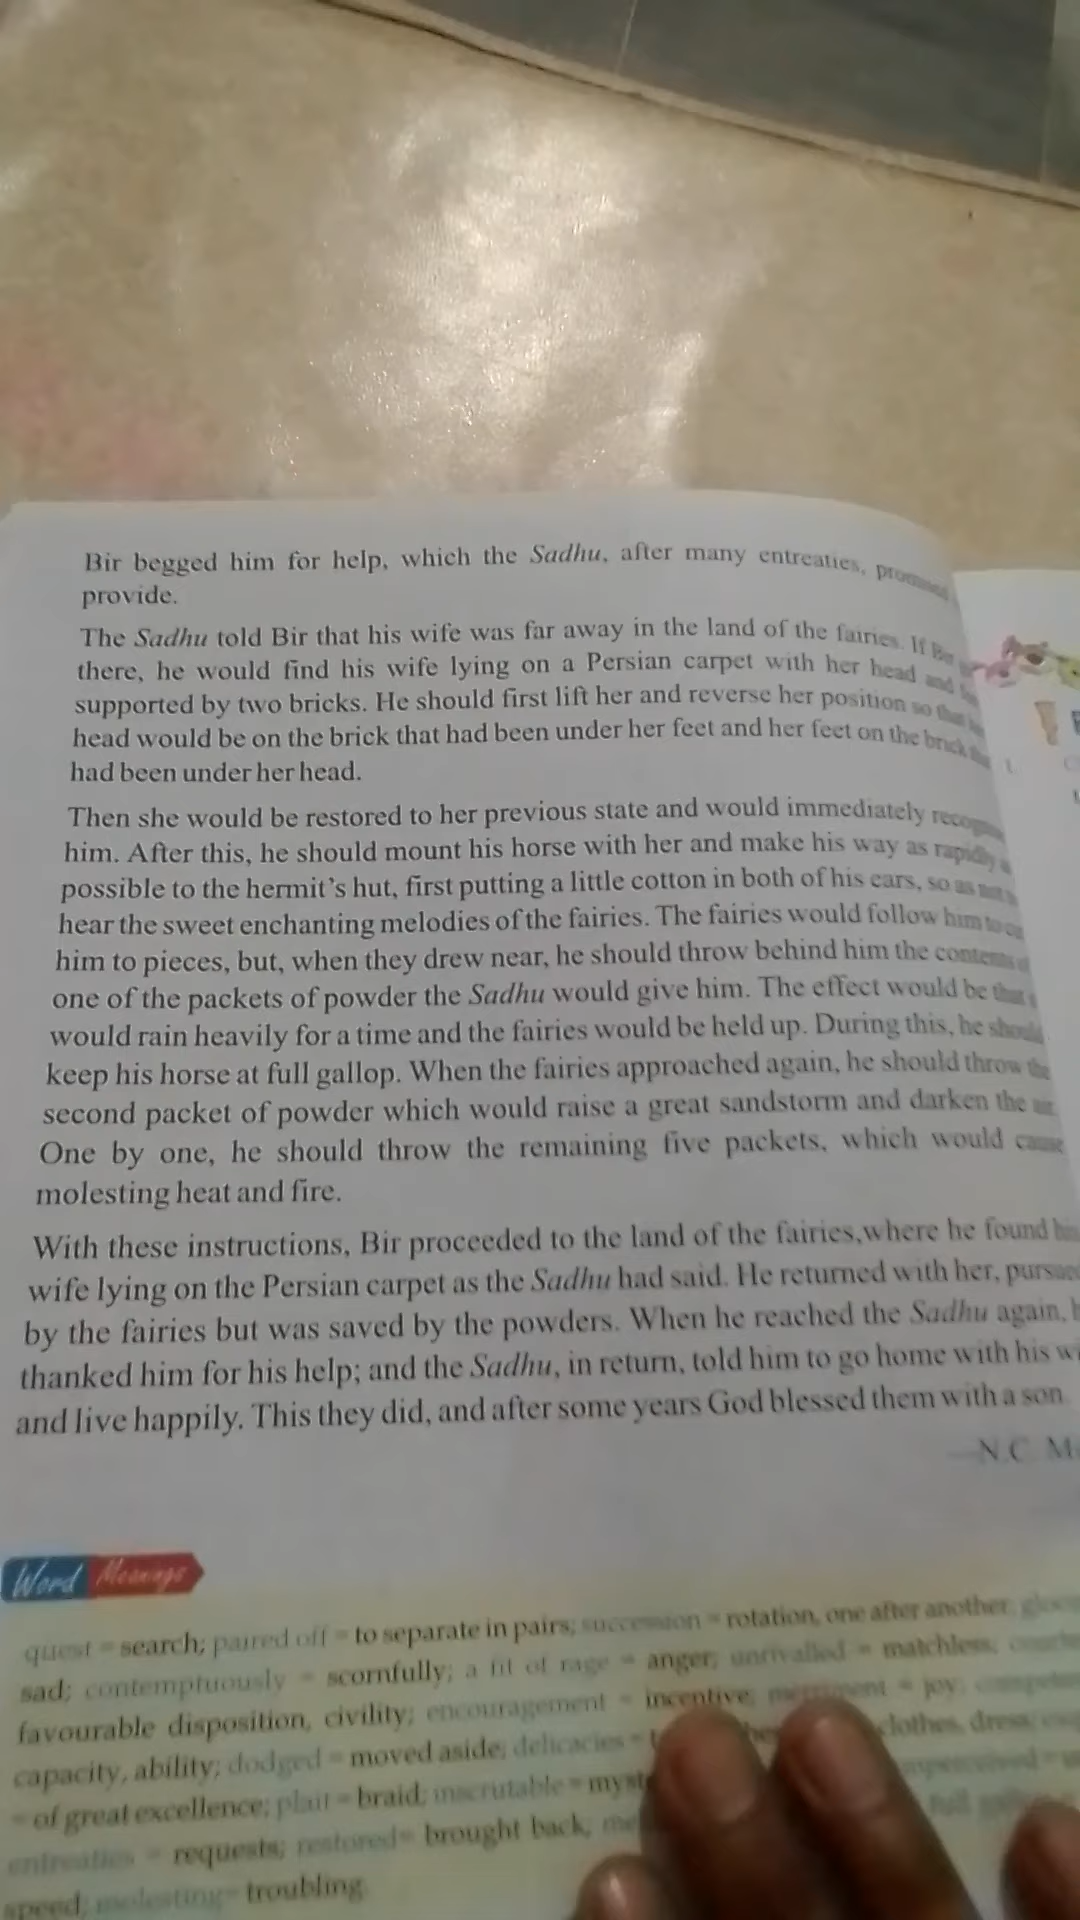 Bir begged him for help, which the Sadhu, after many entreaties, promised
provide.
The Sadhu told Bir that his wife was far away in the land of the fairies. If Bir
there, he would find his wife lying on a Persian carpet with her head and
supported by two bricks. He should first lift her and reverse her position so that her
head would be on the brick that had been under her feet and her feet on the brick that
had been under her head.
Then she would be restored to her previous state and would immediately
him. After this, he should mount his horse with her and make his way as rapidly as
possible to the hermit's hut, first putting a little cotton in both of his ears, so as not to
hear the sweet enchanting melodies of the fairies. The fairies would follow him to
him to pieces, but, when they drew near, he should throw behind him the contents of
one of the packets of powder the Sadhu would give him. The effect would be that
would rain heavily for a time and the fairies would be held up. During this, he should
keep his horse at full gallop. When the fairies approached again, he should throw the
second packet of powder which would raise a great sandstorm and darken the air.
One by one, he should throw the remaining five packets, which would cause
molesting heat and fire.
With these instructions, Bir proceeded to the land of the fairies,where he found his
wife lying on the Persian carpet as the Sadhu had said. He returned with her, pursued
by the fairies but was saved by the powders. When he reached the Sadhu again,
thanked him for his help; and the Sadhu, in return, told him to go home with his
and live happily. This they did, and after some years God blessed them with a son.
—N.C.
Word Meanings
quest = search; paired off = to separate in pairs; succession = rotation, one after another;
sad; contemptuously = scornfully; a fit of rage = anger; unrivalled = matchless;
favourable disposition, civility; encouragement = incentive; merriment = joy;
capacity, ability; dodged = moved aside; delicacies = clothes, dress;
= of great excellence; plait = braid; inscrutable =
entreaties = requests; restored = brought back; full
speed; molesting= troubling.
1.